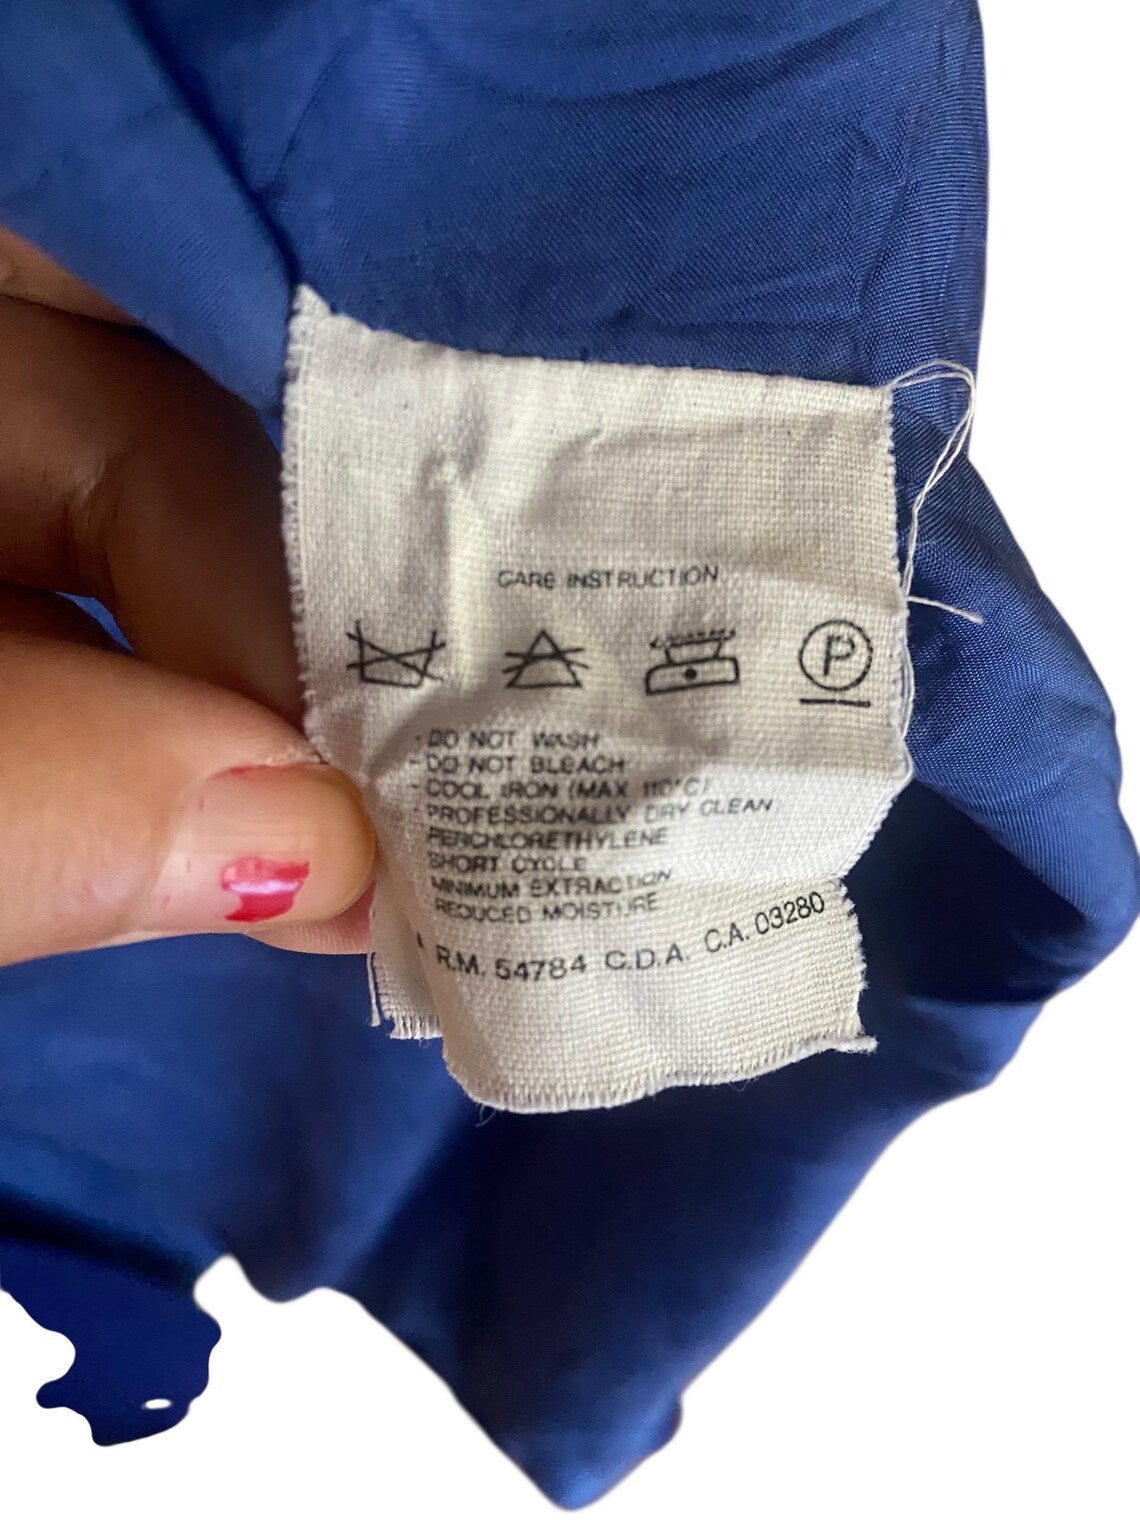 CARE INSTRUCTION
P
- DO NOT WASH
- DO NOT BLEACH
- COOL IRON (MAX 110°C)
- PROFESSIONALLY DRY CLEAN
PERCHLORETHYLENE
SHORT CYCLE
MINIMUM EXTRACTION
REDUCED MOISTURE
R.M. 54784 C.D.A. C.A. 03280